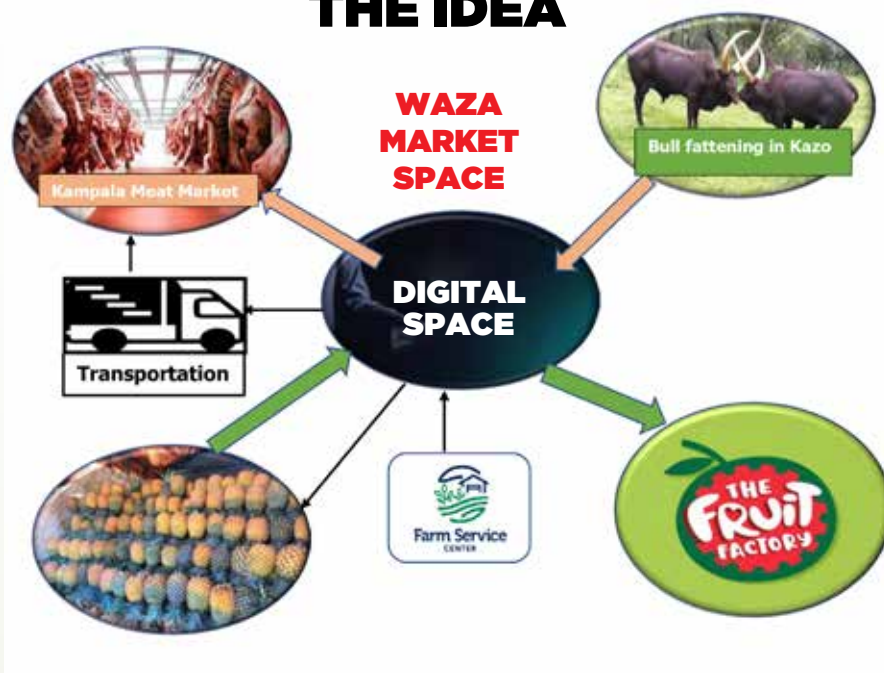 THE IDEA
WAZA
MARKET
SPACE
Kampala Meat Market
Bull fattening in Kazo
DIGITAL
SPACE
Transportation
Farm Service
CENTER
THE
FRUIT
FACTORY